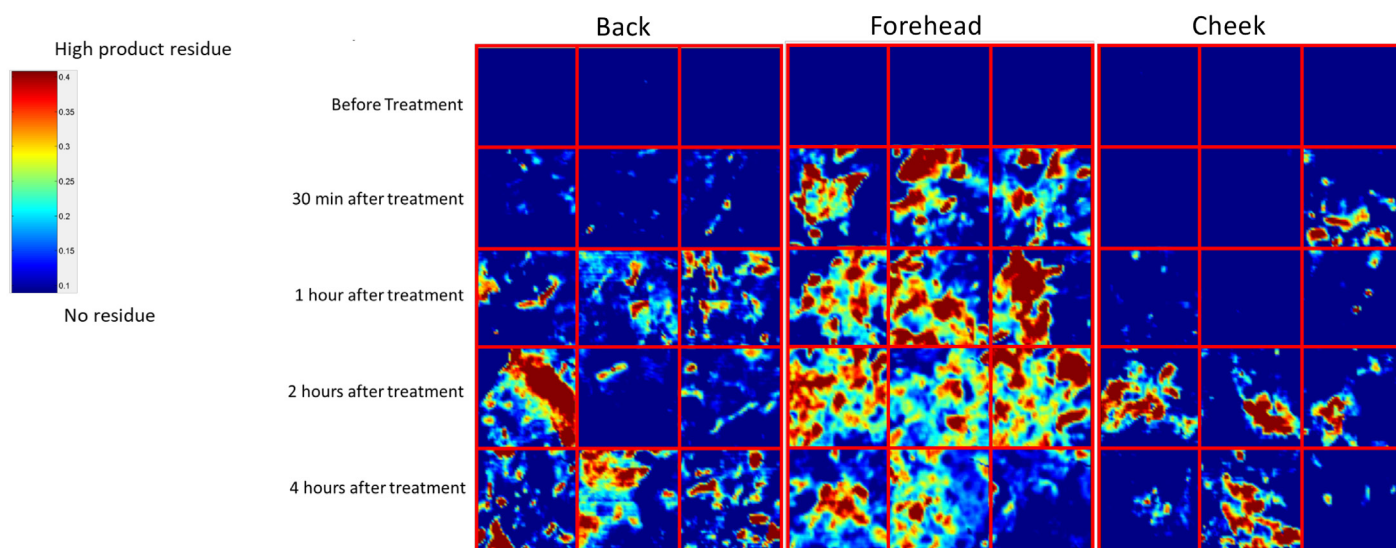 Back
Forehead
Cheek
High product residue
0.4
0.35
0.3
0.25
0.2
0.15
0.1
No residue
Before Treatment
30 min after treatment
1 hour after treatment
2 hours after treatment
4 hours after treatment